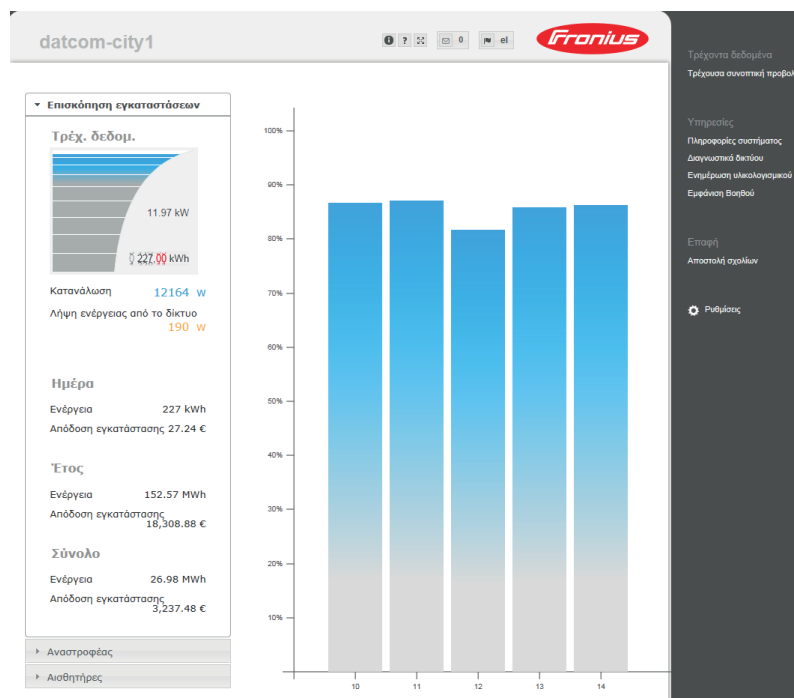 datcom-city1
0
el
Fronius
Επισκόπηση εγκαταστάσεων
Τρέχ. δεδομ.
11.97 kW
227.00 kWh
Κατανάλωση 12164 W
Λήψη ενέργειας από το δίκτυο
190 W
Ημέρα
Ενέργεια 227 kWh
Απόδοση εγκατάστασης 27.24 €
Έτος
Ενέργεια 152.57 MWh
Απόδοση εγκατάστασης
18,308.88 €
Σύνολο
Ενέργεια 26.98 MWh
Απόδοση εγκατάστασης
3,237.48 €
Αναστροφέας
Αισθητήρες
100%
90%
80%
70%
60%
50%
40%
30%
20%
10%
10 11 12 13 14
Τρέχοντα δεδομένα
Τρέχουσα συνοπτική προβολ
Υπηρεσίες
Πληροφορίες συστήματος
Διαγνωστικά δικτύου
Ενημέρωση υλικολογισμικού
Εμφάνιση Βοηθού
Επαφή
Αποστολή σχολίων
Ρυθμίσεις